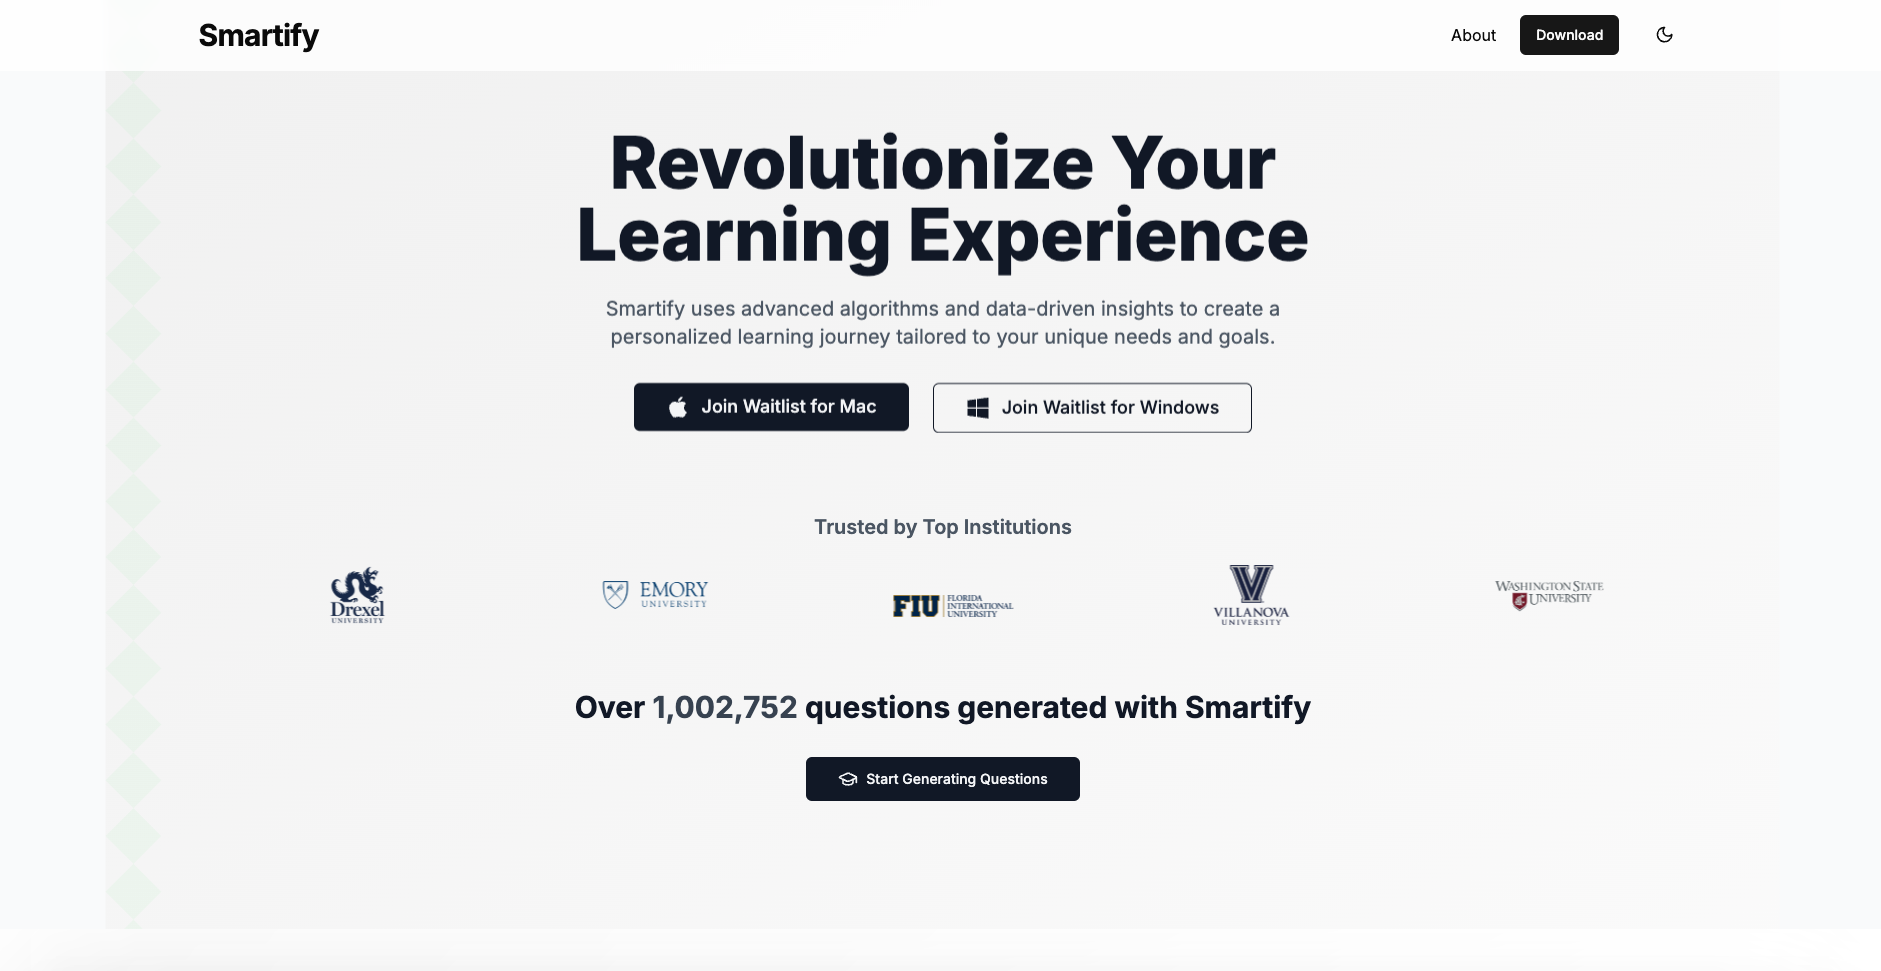 Smartify
About
Download
Revolutionize Your
Learning Experience
Smartify uses advanced algorithms and data-driven insights to create a
personalized learning journey tailored to your unique needs and goals.
Join Waitlist for Mac
Join Waitlist for Windows
Trusted by Top Institutions
Drexel
UNIVERSITY
EMORY
UNIVERSITY
FIU
FLORIDA
INTERNATIONAL
UNIVERSITY
V
VILLANOVA
UNIVERSITY
WASHINGTON STATE
UNIVERSITY
Over 1,002,752 questions generated with Smartify
Start Generating Questions